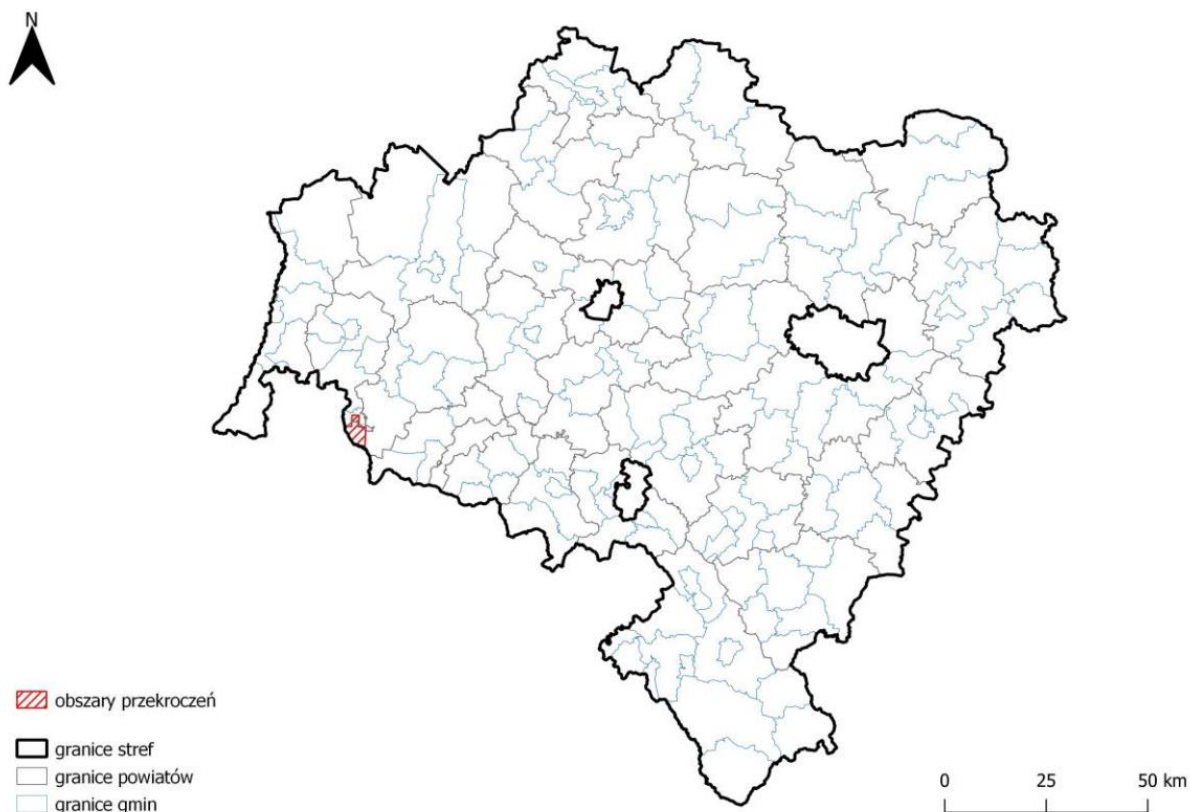 N
obszary przekroczeń
granice stref
granice powiatów
granice gmin
0 25 50 km